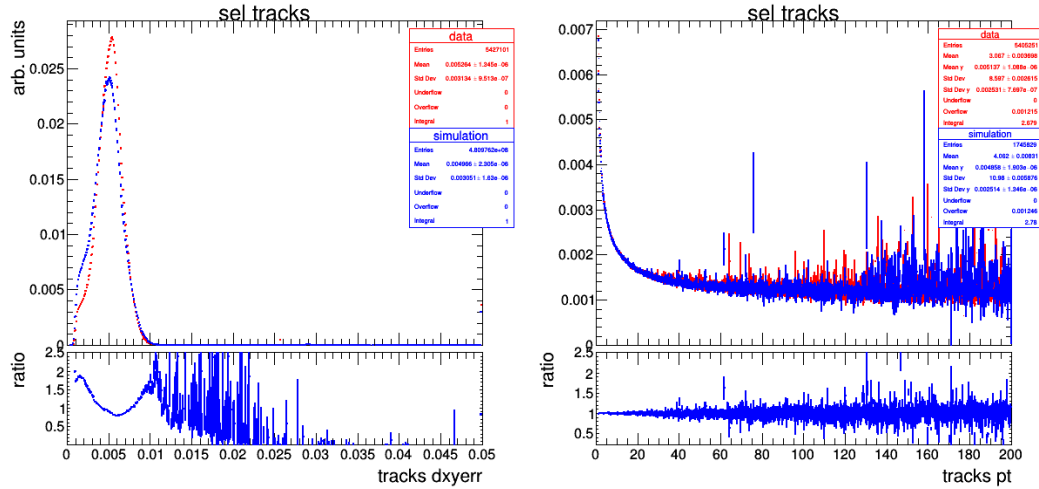 sel tracks
arb. units
data
Entries 5427101
Mean 0.005264 ± 1.345e-06
Std Dev 0.003134 ± 9.513e-07
Underflow 0
Overflow 0
Integral 1
simulation
Entries 4.809762e+06
Mean 0.004966 ± 2.305e-06
Std Dev 0.003051 ± 1.63e-06
Underflow 0
Overflow 0
Integral 1
0.025
0.02
0.015
0.01
0.005
0
ratio
2.5
2
1.5
1
0.5
0 0.005 0.01 0.015 0.02 0.025 0.03 0.035 0.04 0.045 0.05
tracks dxyerr
sel tracks
data
Mean 3.067 ± 0.003698
Mean y 0.005137 ± 1.088e-06
Std Dev 8.597 ± 0.002615
Std Dev y 0.002531 ± 7.697e-07
Underflow 0
Overflow 0.001215
Integral 2.679
simulation
Entries 1745829
Mean 4.062 ± 0.00831
Mean y 0.004858 ± 1.903e-06
Std Dev 10.98 ± 0.005876
Std Dev y 0.002514 ± 1.346e-06
Underflow 0
Overflow 0.001246
Integral 2.78
0.007
0.006
0.005
0.004
0.003
0.002
0.001
0
ratio
2.5
2
1.5
1
0.5
0 20 40 60 80 100 120 140 160 180 200
tracks pt